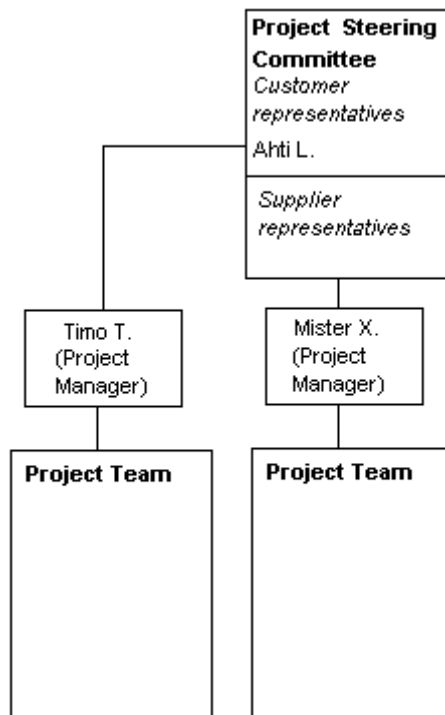 Project Steering
Committee
Customer
representatives
Ahti L.
Supplier
representatives
Timo T.
(Project
Manager)
Mister X.
(Project
Manager)
Project Team
Project Team